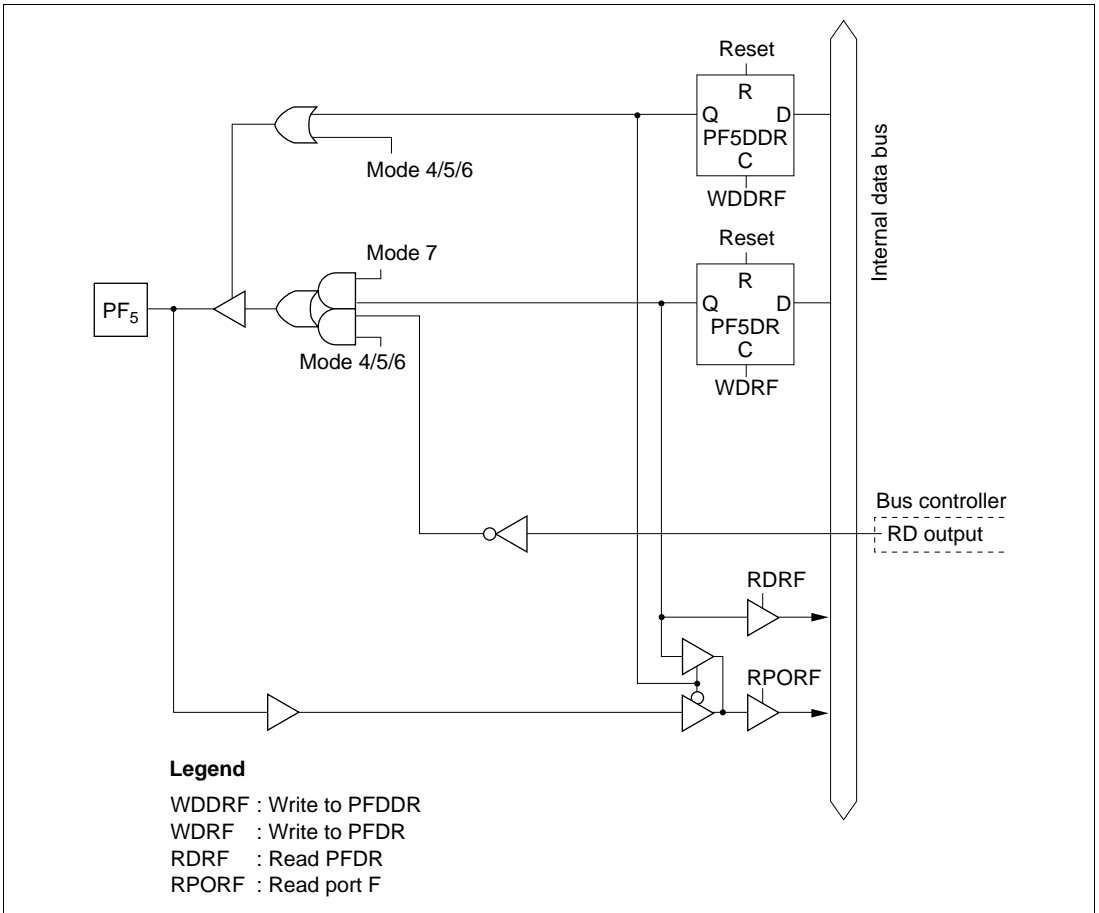 Reset
R
Q D
PF5DDR
C
WDDRF
Mode 4/5/6
Internal data bus
Reset
R
Q D
PF5DR
C
WDRF
Mode 7
PF5
Mode 4/5/6
Bus controller
RD output
RDRF
RPORF
Legend
WDDRF : Write to PFDDR
WDRF : Write to PFDR
RDRF : Read PFDR
RPORF : Read port F